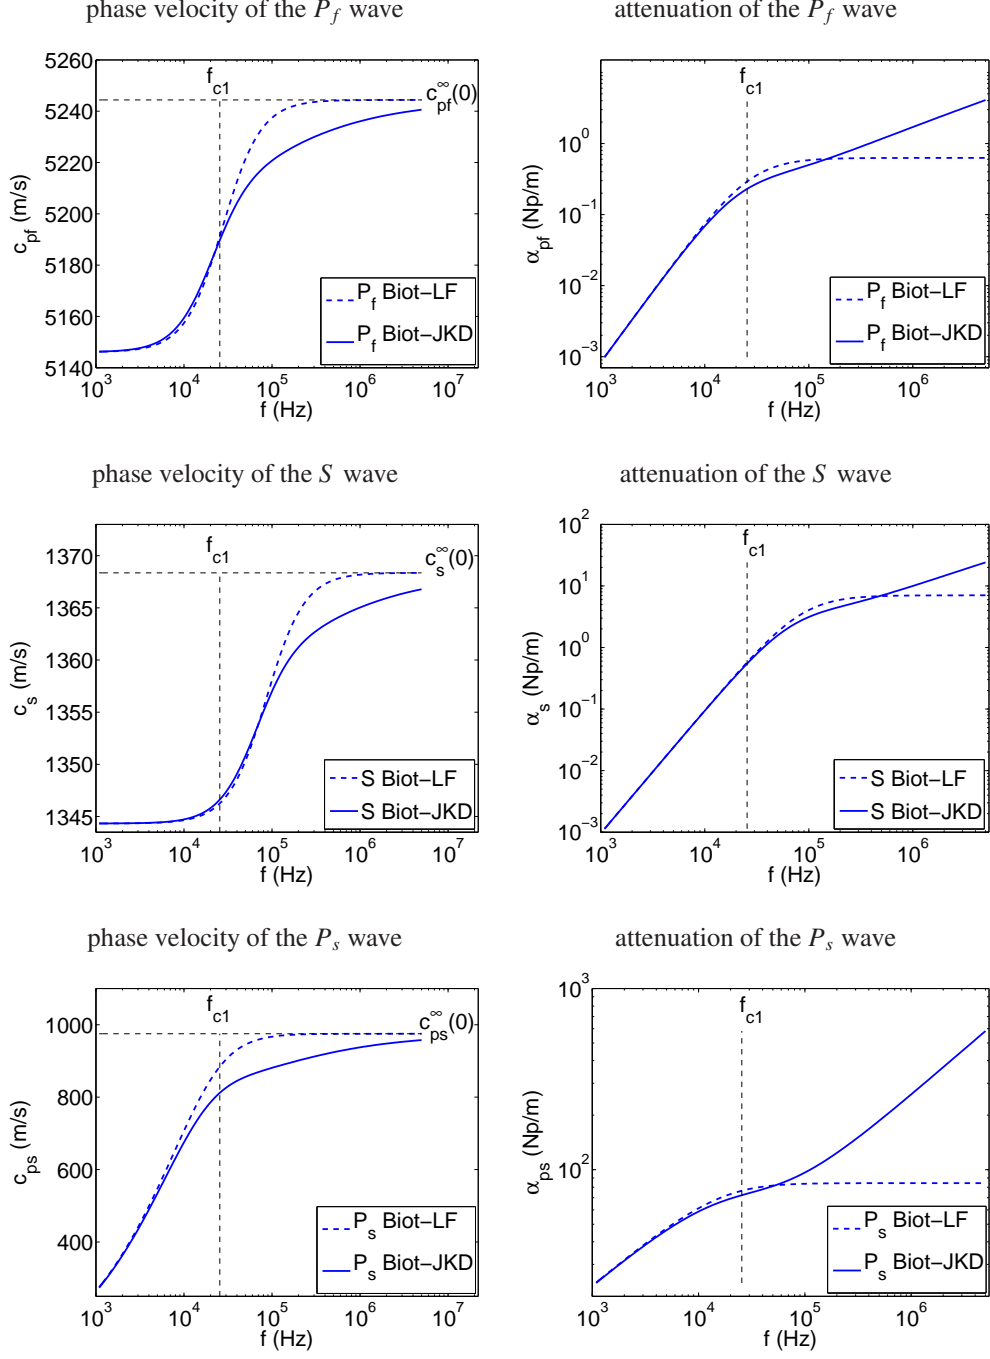 phase velocity of the P_f wave
attenuation of the P_f wave
5260
5240
5220
5200
5180
5160
5140
c_pf (m/s)
f_c1
c_pf^∞(0)
P_f Biot−LF
P_f Biot−JKD
10^3 10^4 10^5 10^6 10^7
f (Hz)
10^0
10^−1
10^−2
10^−3
α_pf (Np/m)
f_c1
P_f Biot−LF
P_f Biot−JKD
10^3 10^4 10^5 10^6
f (Hz)
phase velocity of the S wave
attenuation of the S wave
1370
1365
1360
1355
1350
1345
c_s (m/s)
f_c1
c_s^∞(0)
S Biot−LF
S Biot−JKD
10^3 10^4 10^5 10^6 10^7
f (Hz)
10^2
10^1
10^0
10^−1
10^−2
10^−3
α_s (Np/m)
f_c1
S Biot−LF
S Biot−JKD
10^3 10^4 10^5 10^6
f (Hz)
phase velocity of the P_s wave
attenuation of the P_s wave
1000
800
600
400
c_ps (m/s)
f_c1
c_ps^∞(0)
P_s Biot−LF
P_s Biot−JKD
10^3 10^4 10^5 10^6 10^7
f (Hz)
10^3
10^2
α_ps (Np/m)
f_c1
P_s Biot−LF
P_s Biot−JKD
10^3 10^4 10^5 10^6
f (Hz)